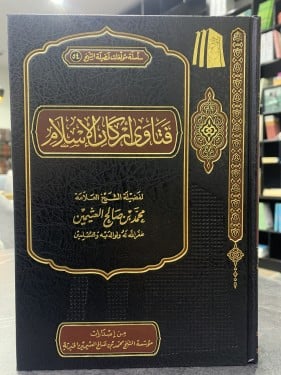 سلسلة مؤلفات فضيلة الشيخ (٥٤)
فتاوى أركان الإسلام
لفضيلة الشيخ العلامة
محمد بن صالح العثيمين
غفر الله له ولوالديه وللمسلمين
من إصدارات
مؤسسة الشيخ محمد بن صالح العثيمين الخيرية